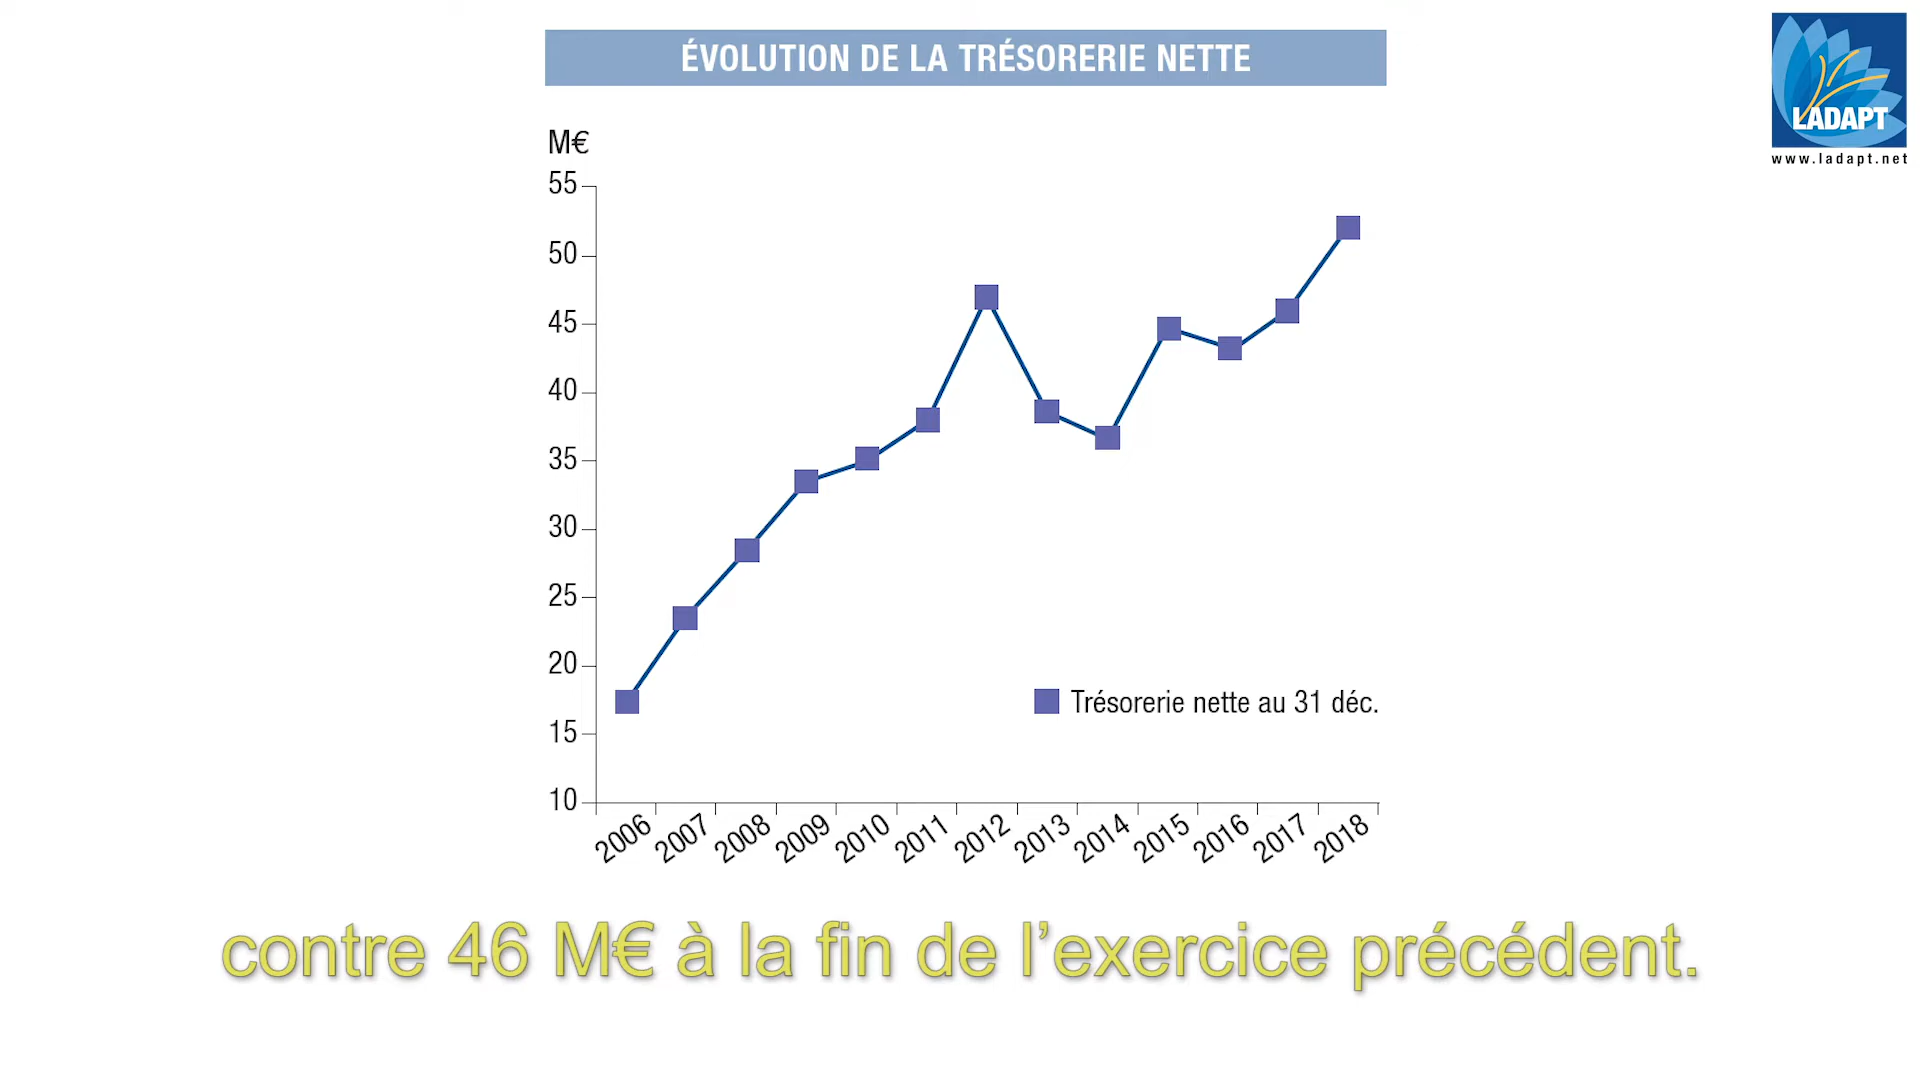 ÉVOLUTION DE LA TRÉSORERIE NETTE
LADAPT
www.ladapt.net
M€
55
50
45
40
35
30
25
20
15
10
Trésorerie nette au 31 déc.
2006 2007 2008 2009 2010 2011 2012 2013 2014 2015 2016 2017 2018
contre 46 M€ à la fin de l’exercice précédent.